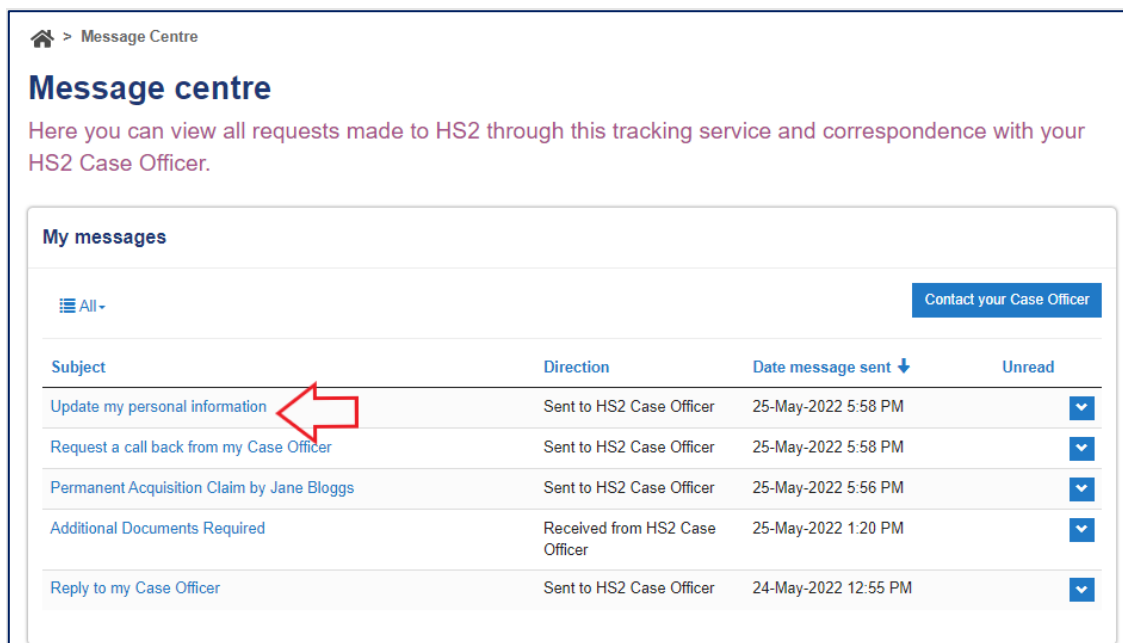 > Message Centre
Message centre
Here you can view all requests made to HS2 through this tracking service and correspondence with your
HS2 Case Officer.
My messages
All
Contact your Case Officer
Subject Direction Date message sent Unread
Update my personal information Sent to HS2 Case Officer 25-May-2022 5:58 PM
Request a call back from my Case Officer Sent to HS2 Case Officer 25-May-2022 5:58 PM
Permanent Acquisition Claim by Jane Bloggs Sent to HS2 Case Officer 25-May-2022 5:56 PM
Additional Documents Required Received from HS2 Case 25-May-2022 1:20 PM
Officer
Reply to my Case Officer Sent to HS2 Case Officer 24-May-2022 12:55 PM